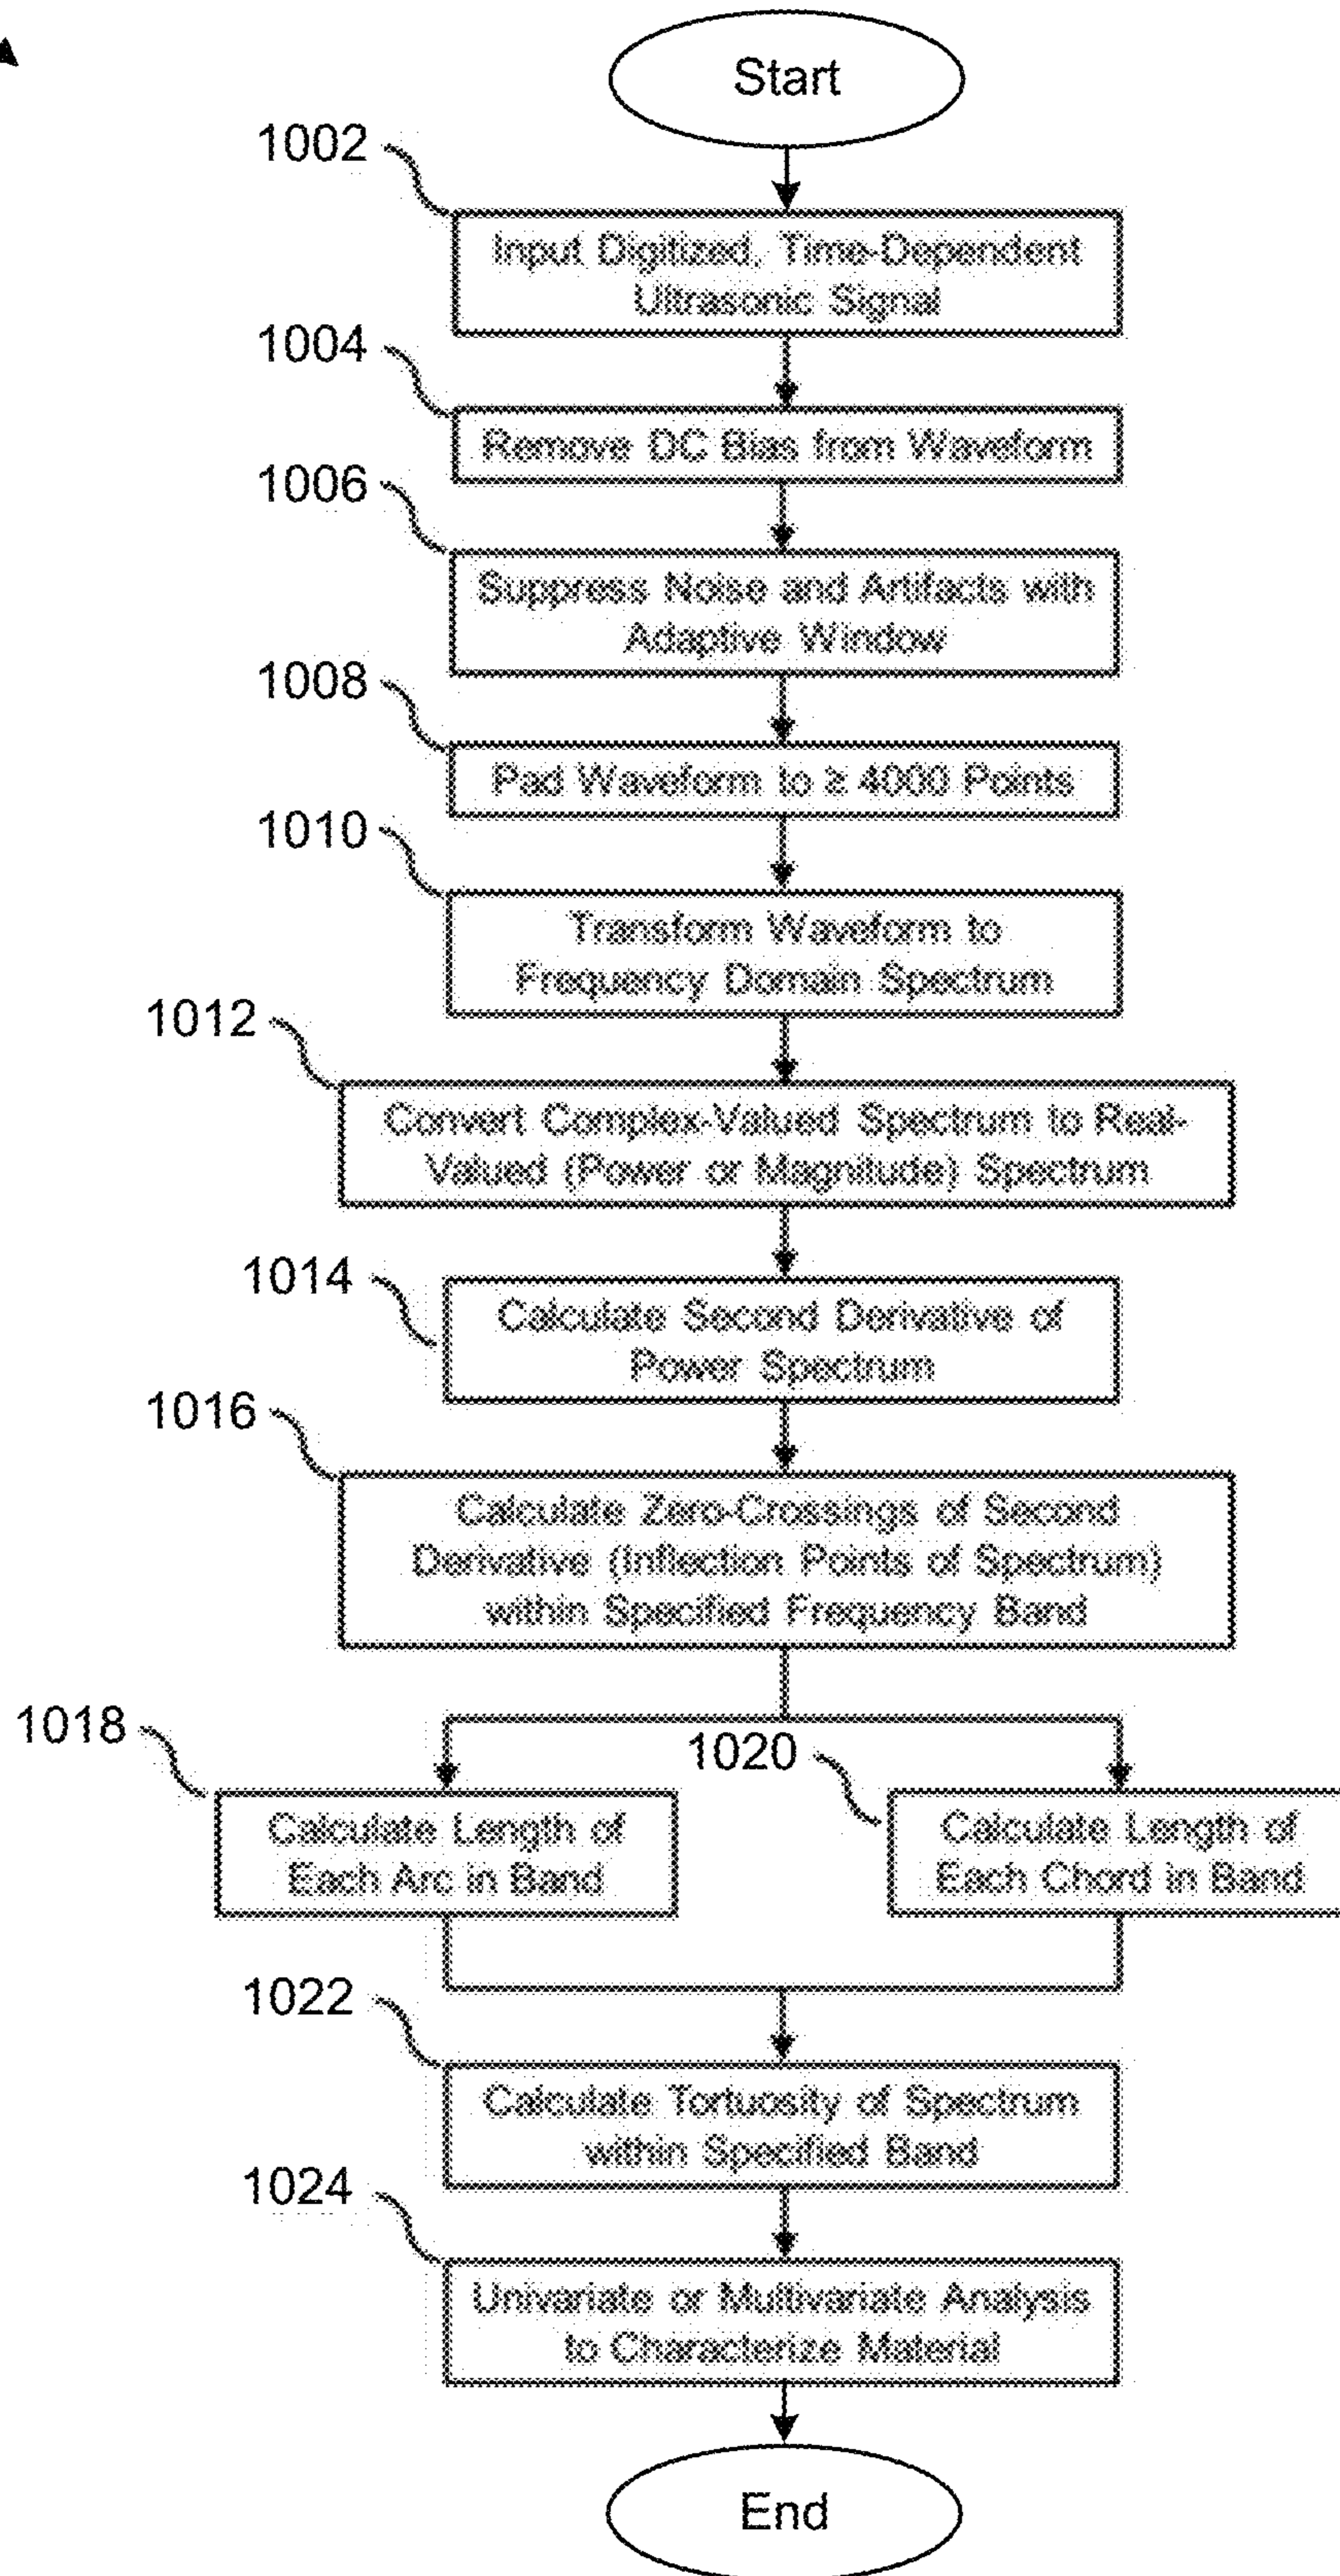 Start
1002
Input Digitized, Time-Dependent
Ultrasonic Signal
1004
Remove DC Bias from Waveform
1006
Suppress Noise and Artifacts with
Adaptive Window
1008
Pad Waveform to ≥ 4000 Points
1010
Transform Waveform to
Frequency Domain Spectrum
1012
Convert Complex-Valued Spectrum to Real-
Valued (Power or Magnitude) Spectrum
1014
Calculate Second Derivative of
Power Spectrum
1016
Calculate Zero-Crossings of Second
Derivative (Inflection Points of Spectrum)
within Specified Frequency Band
1018
Calculate Length of
Each Arc in Band
1020
Calculate Length of
Each Chord in Band
1022
Calculate Tortuosity of Spectrum
within Specified Band
1024
Univariate or Multivariate Analysis
to Characterize Material
End